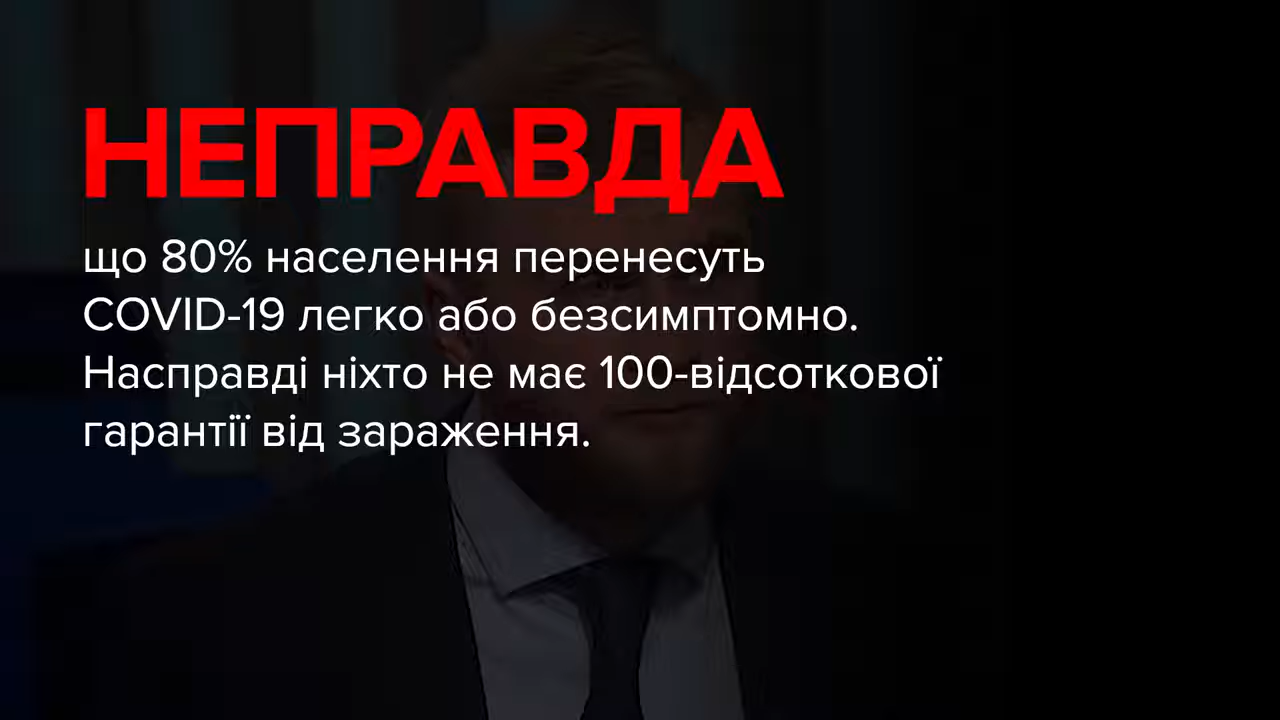 НЕПРАВДА
що 80% населення перенесуть
COVID-19 легко або безсимптомно.
Насправді ніхто не має 100-відсоткової
гарантії від зараження.